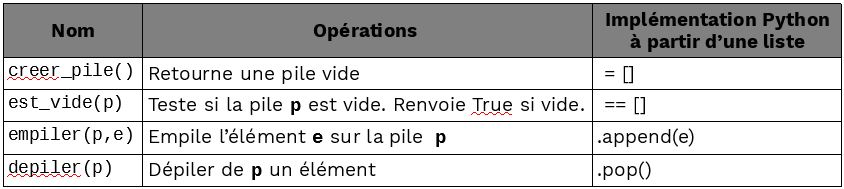 Nom Opérations Implémentation Python
à partir d’une liste
creer_pile() Retourne une pile vide = []
est_vide(p) Teste si la pile p est vide. Renvoie True si vide. == []
empiler(p,e) Empile l’élément e sur la pile p .append(e)
depiler(p) Dépiler de p un élément .pop()